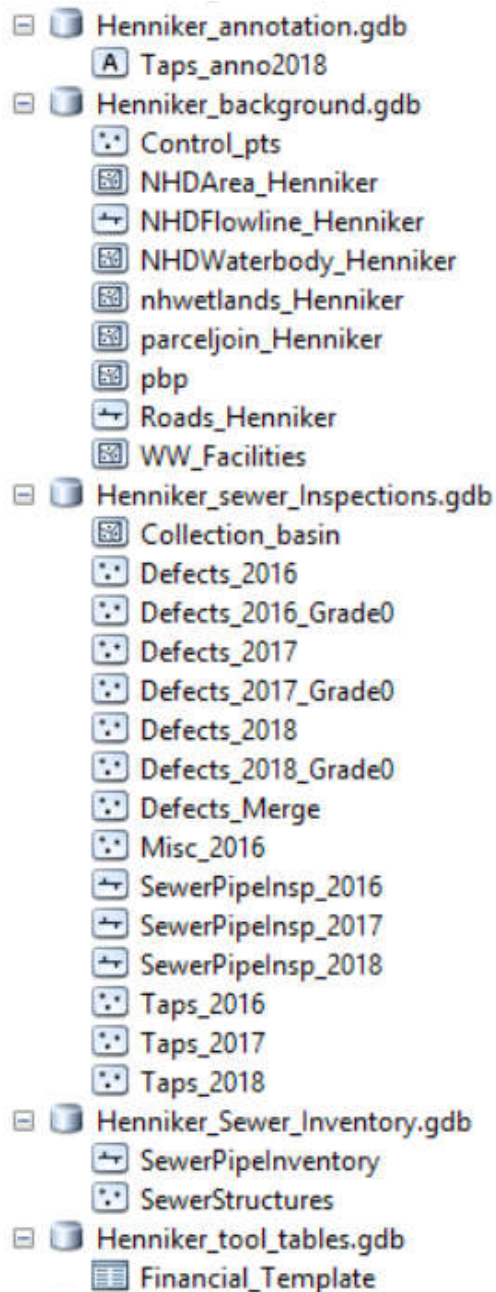 Henniker_annotation.gdb
A Taps_anno2018
Henniker_background.gdb
Control_pts
NHDArea_Henniker
NHDFlowline_Henniker
NHDWaterbody_Henniker
nhwetlands_Henniker
parceljoin_Henniker
pbp
Roads_Henniker
WW_Facilities
Henniker_sewer_Inspections.gdb
Collection_basin
Defects_2016
Defects_2016_Grade0
Defects_2017
Defects_2017_Grade0
Defects_2018
Defects_2018_Grade0
Defects_Merge
Misc_2016
SewerPipeInsp_2016
SewerPipeInsp_2017
SewerPipeInsp_2018
Taps_2016
Taps_2017
Taps_2018
Henniker_Sewer_Inventory.gdb
SewerPipeInventory
SewerStructures
Henniker_tool_tables.gdb
Financial_Template